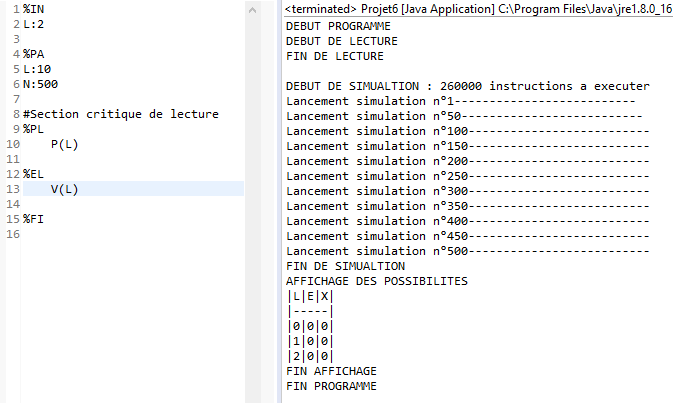 1 %IN
2 L:2
3
4 %PA
5 L:10
6 N:500
7
8 #Section critique de lecture
9 %PL
10 P(L)
11
12 %EL
13 V(L)
14
15 %FI
16
<terminated> Projet6 [Java Application] C:\Program Files\Java\jre1.8.0_16
DEBUT PROGRAMME
DEBUT DE LECTURE
FIN DE LECTURE
DEBUT DE SIMUALTION : 260000 instructions a executer
Lancement simulation n°1---------------------------
Lancement simulation n°50---------------------------
Lancement simulation n°100---------------------------
Lancement simulation n°150---------------------------
Lancement simulation n°200---------------------------
Lancement simulation n°250---------------------------
Lancement simulation n°300---------------------------
Lancement simulation n°350---------------------------
Lancement simulation n°400---------------------------
Lancement simulation n°450---------------------------
Lancement simulation n°500---------------------------
FIN DE SIMUALTION
AFFICHAGE DES POSSIBILITES
|L|E|X|
|-----|
|0|0|0|
|1|0|0|
|2|0|0|
FIN AFFICHAGE
FIN PROGRAMME